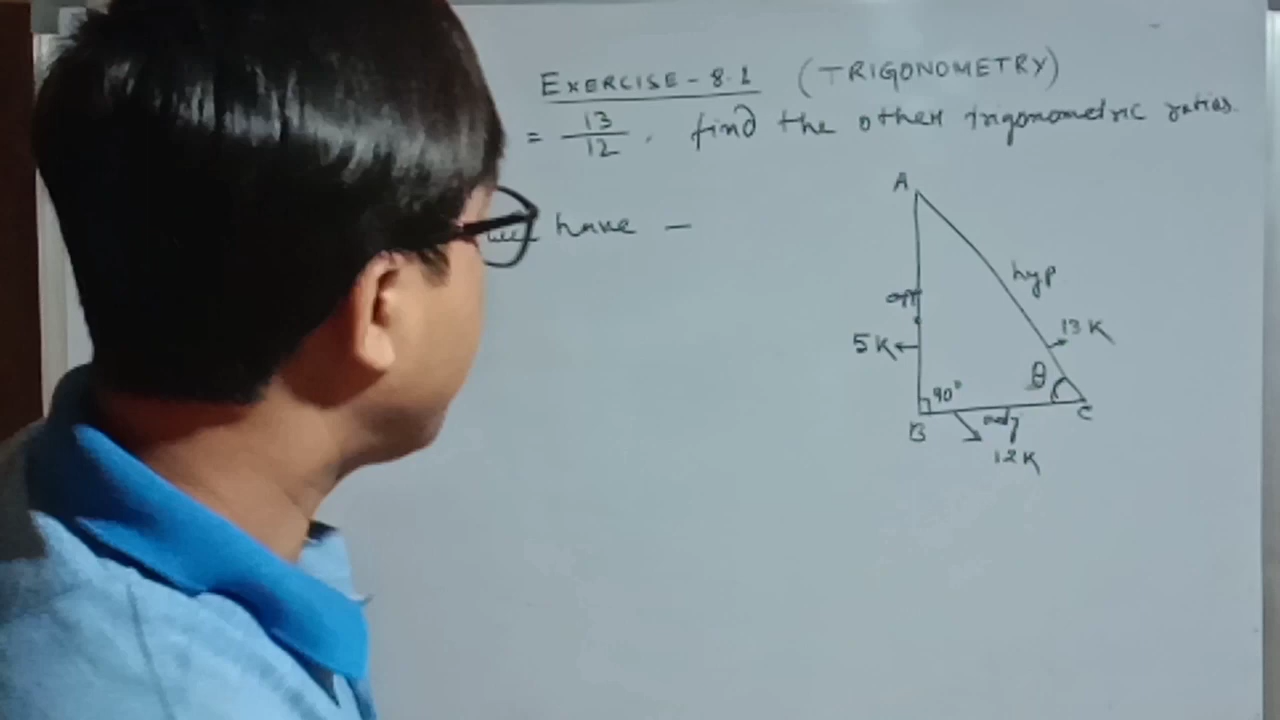 EXERCISE - 8.1 (TRIGONOMETRY)
= 13/12 . find the other trigonometric ratios.
have —
A
hyp
opp
13 K
5 K
θ
90°
B
adj
C
12 K